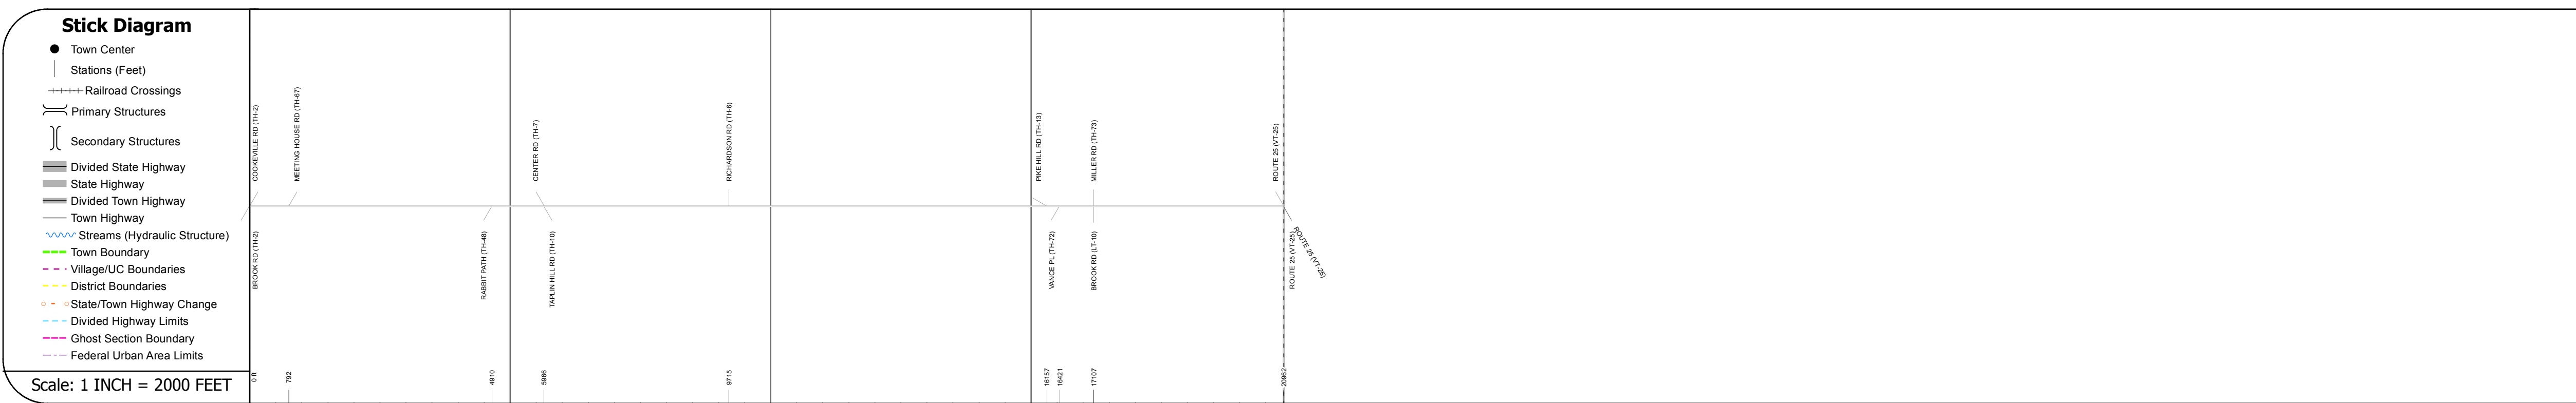 Stick Diagram
Town Center
Stations (Feet)
Railroad Crossings
Primary Structures
Secondary Structures
Divided State Highway
State Highway
Divided Town Highway
Town Highway
Streams (Hydraulic Structure)
Town Boundary
Village/UC Boundaries
District Boundaries
State/Town Highway Change
Divided Highway Limits
Ghost Section Boundary
Federal Urban Area Limits
Scale: 1 INCH = 2000 FEET
COOKEVILLE RD (TH-2)
MEETING HOUSE RD (TH-67)
CENTER RD (TH-7)
RICHARDSON RD (TH-6)
PIKE HILL RD (TH-13)
MILLER RD (TH-73)
ROUTE 25 (VT-25)
BROOK RD (TH-2)
RABBIT PATH (TH-48)
TAPLIN HILL RD (TH-10)
VANCE PL (TH-72)
BROOK RD (LT-10)
ROUTE 25 (VT-25)
ROUTE 25 (VT-25)
0 ft
792
4910
5966
9715
16157
16421
17107
20962